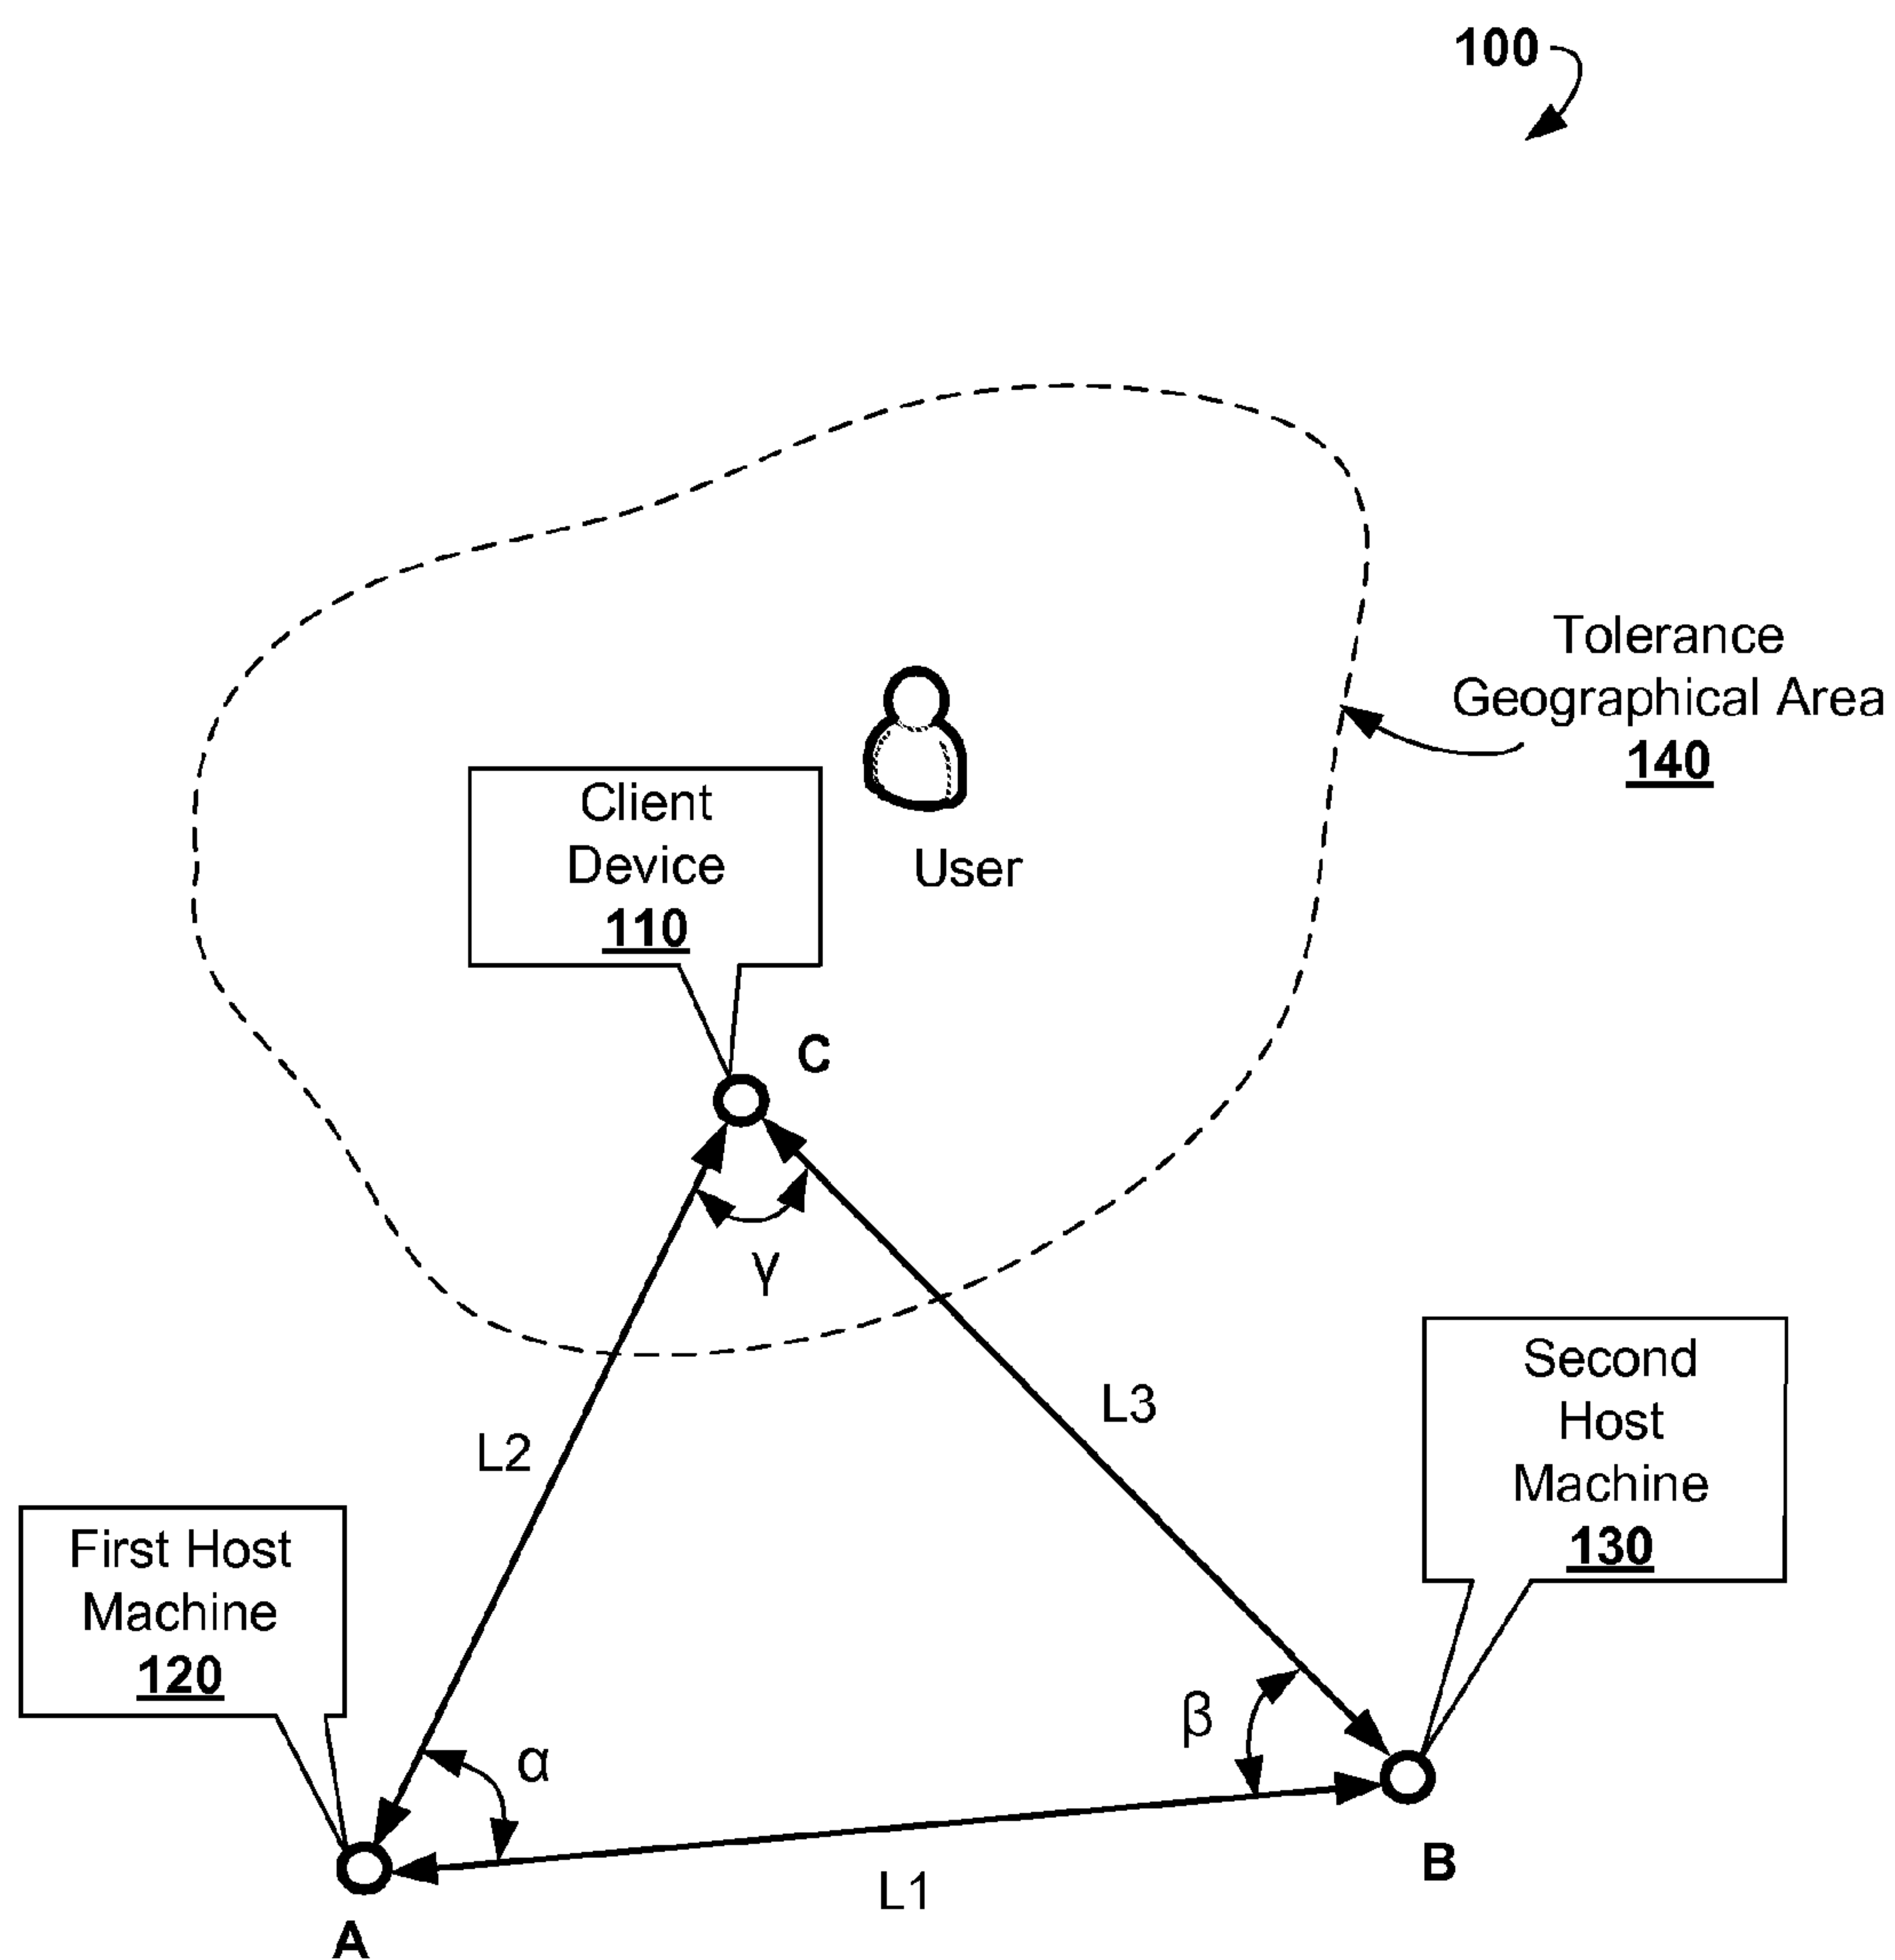 100
Tolerance
Geographical Area
140
Client
Device
110
User
C
γ
Second
Host
Machine
130
L3
L2
First Host
Machine
120
β
α
B
L1
A